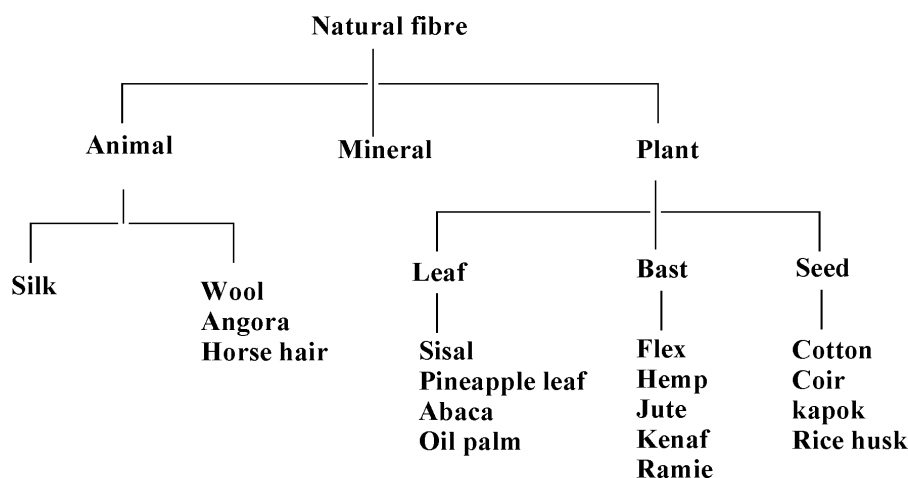 Natural fibre
Animal
Mineral
Plant
Silk
Wool
Angora
Horse hair
Leaf
Bast
Seed
Sisal
Pineapple leaf
Abaca
Oil palm
Flex
Hemp
Jute
Kenaf
Ramie
Cotton
Coir
kapok
Rice husk